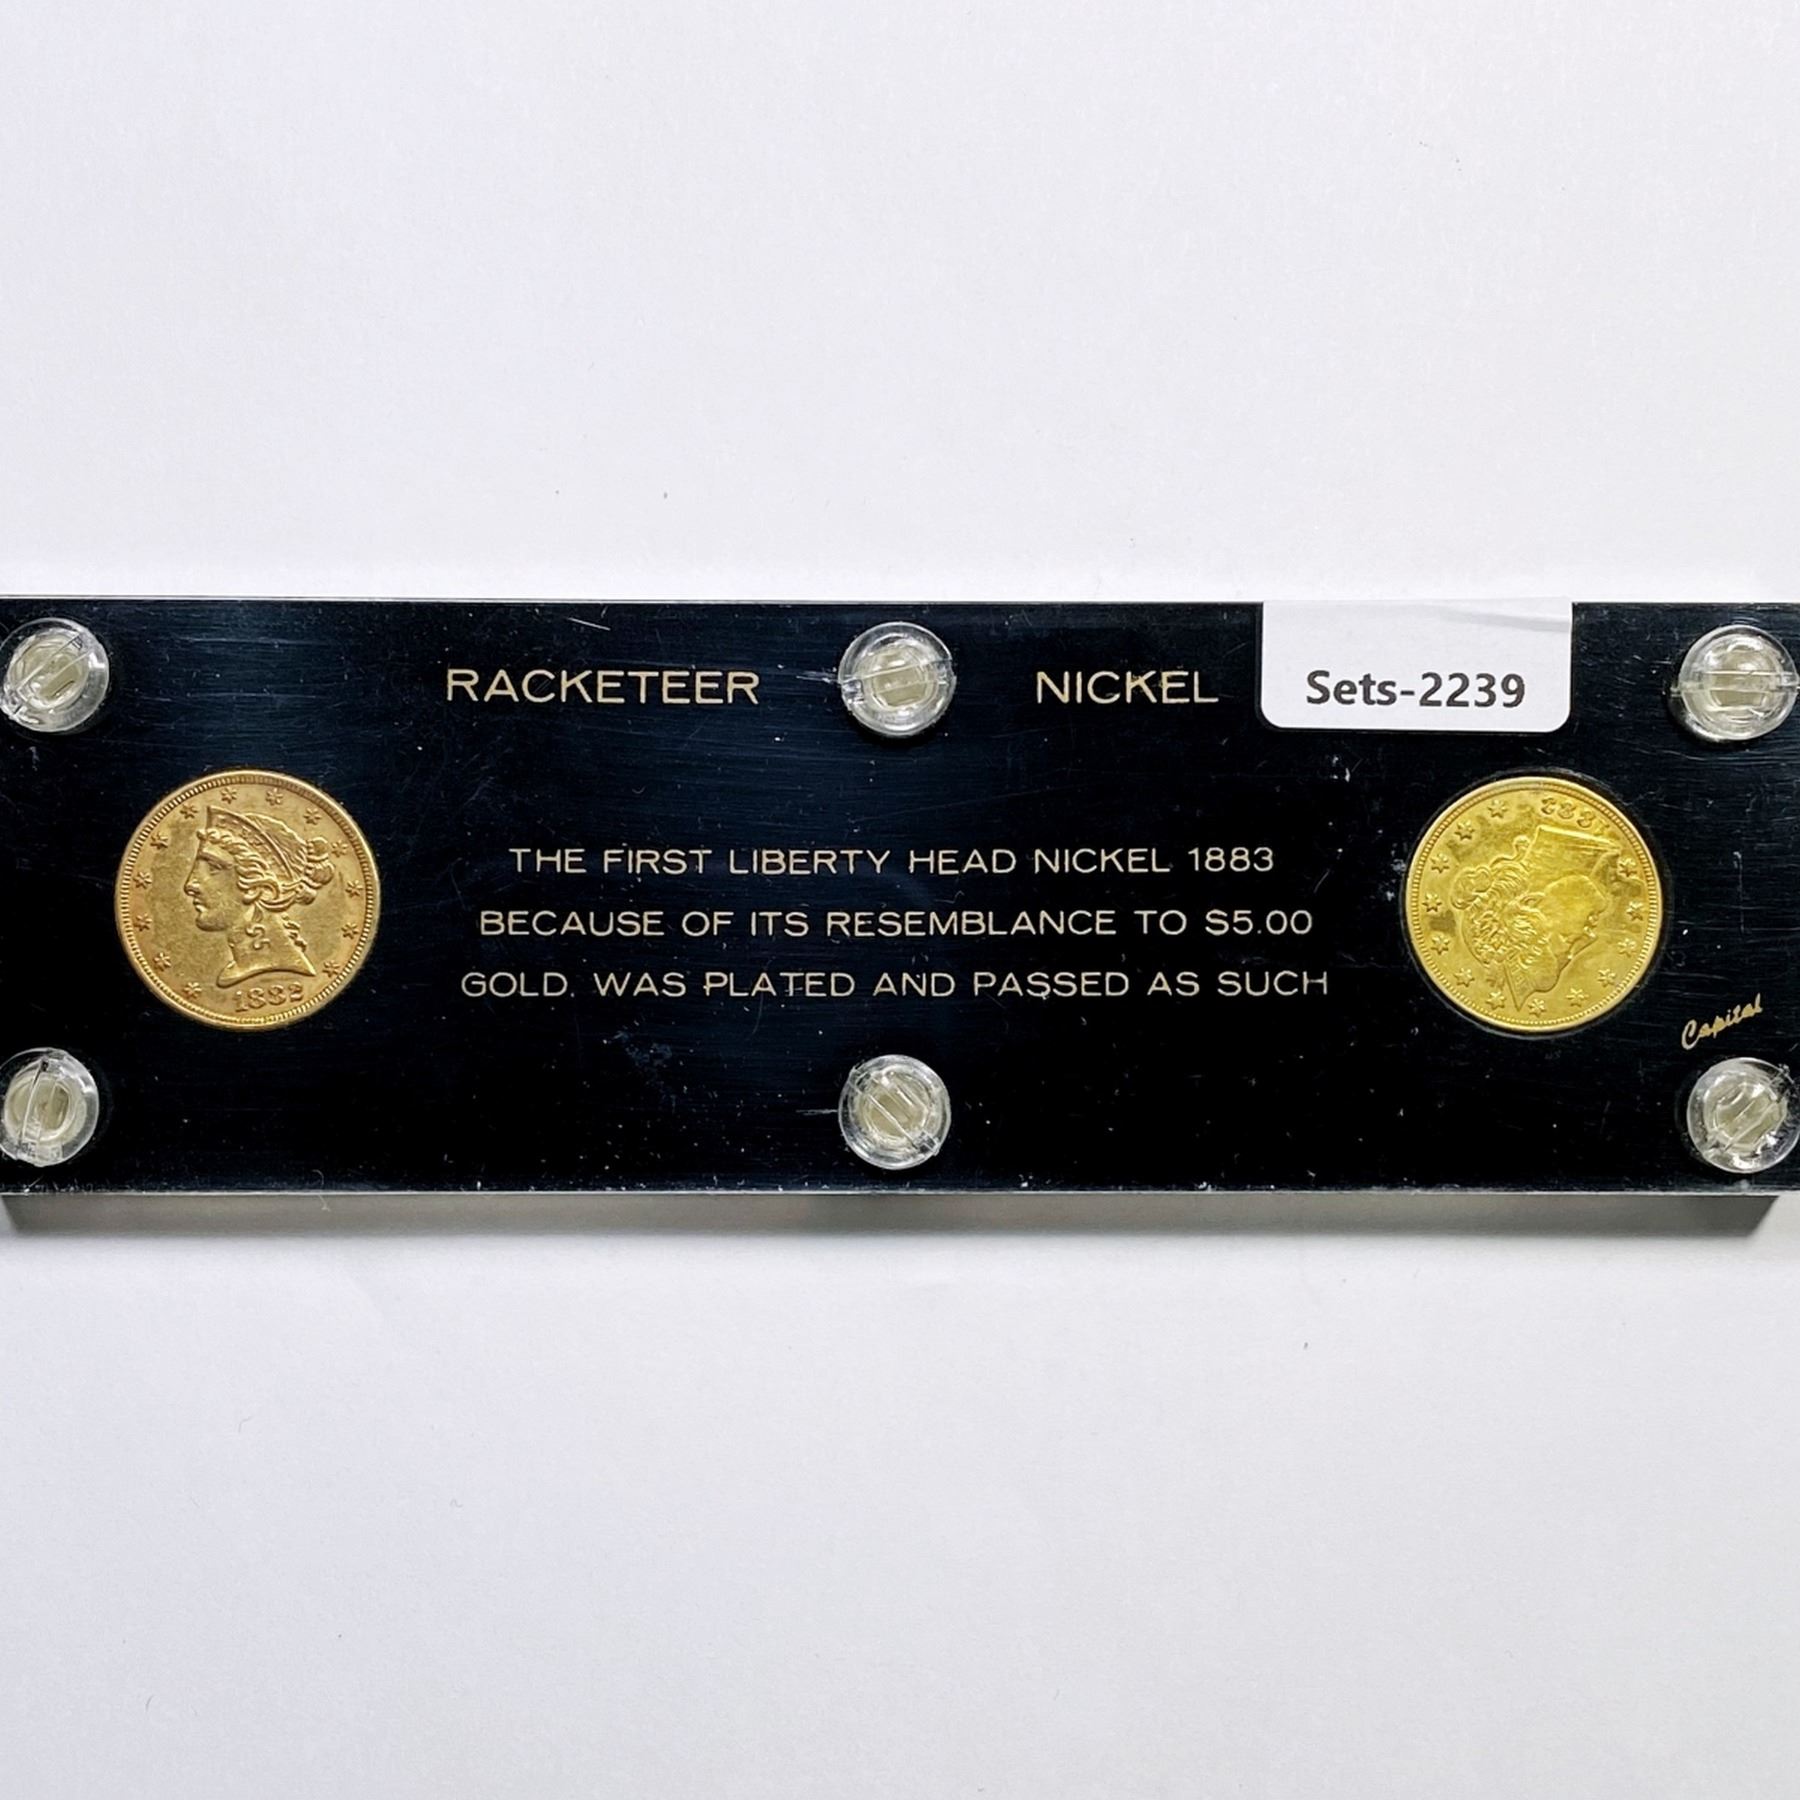 RACKETEER NICKEL
Sets-2239
THE FIRST LIBERTY HEAD NICKEL 1883
BECAUSE OF ITS RESEMBLANCE TO $5.00
GOLD. WAS PLATED AND PASSED AS SUCH
1882
1883
Capital